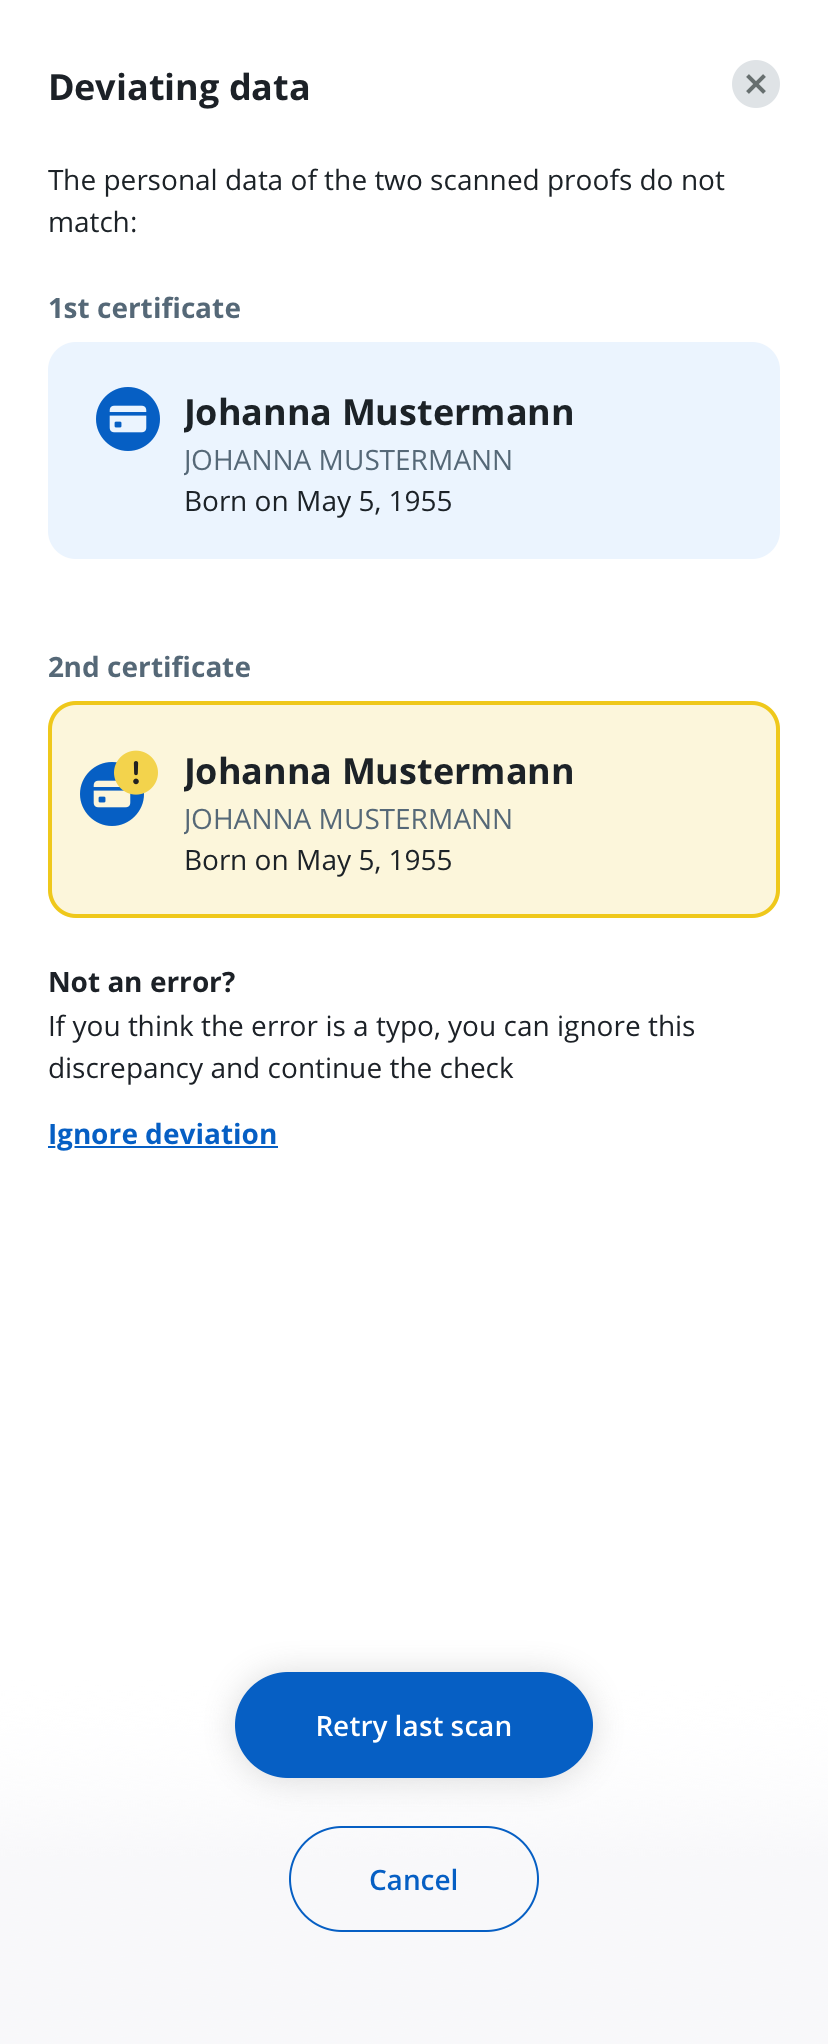 Deviating data
The personal data of the two scanned proofs do not
match:
1st certificate
Johanna Mustermann
JOHANNA MUSTERMANN
Born on May 5, 1955
2nd certificate
Johanna Mustermann
JOHANNA MUSTERMANN
Born on May 5, 1955
Not an error?
If you think the error is a typo, you can ignore this
discrepancy and continue the check
Ignore deviation
Retry last scan
Cancel